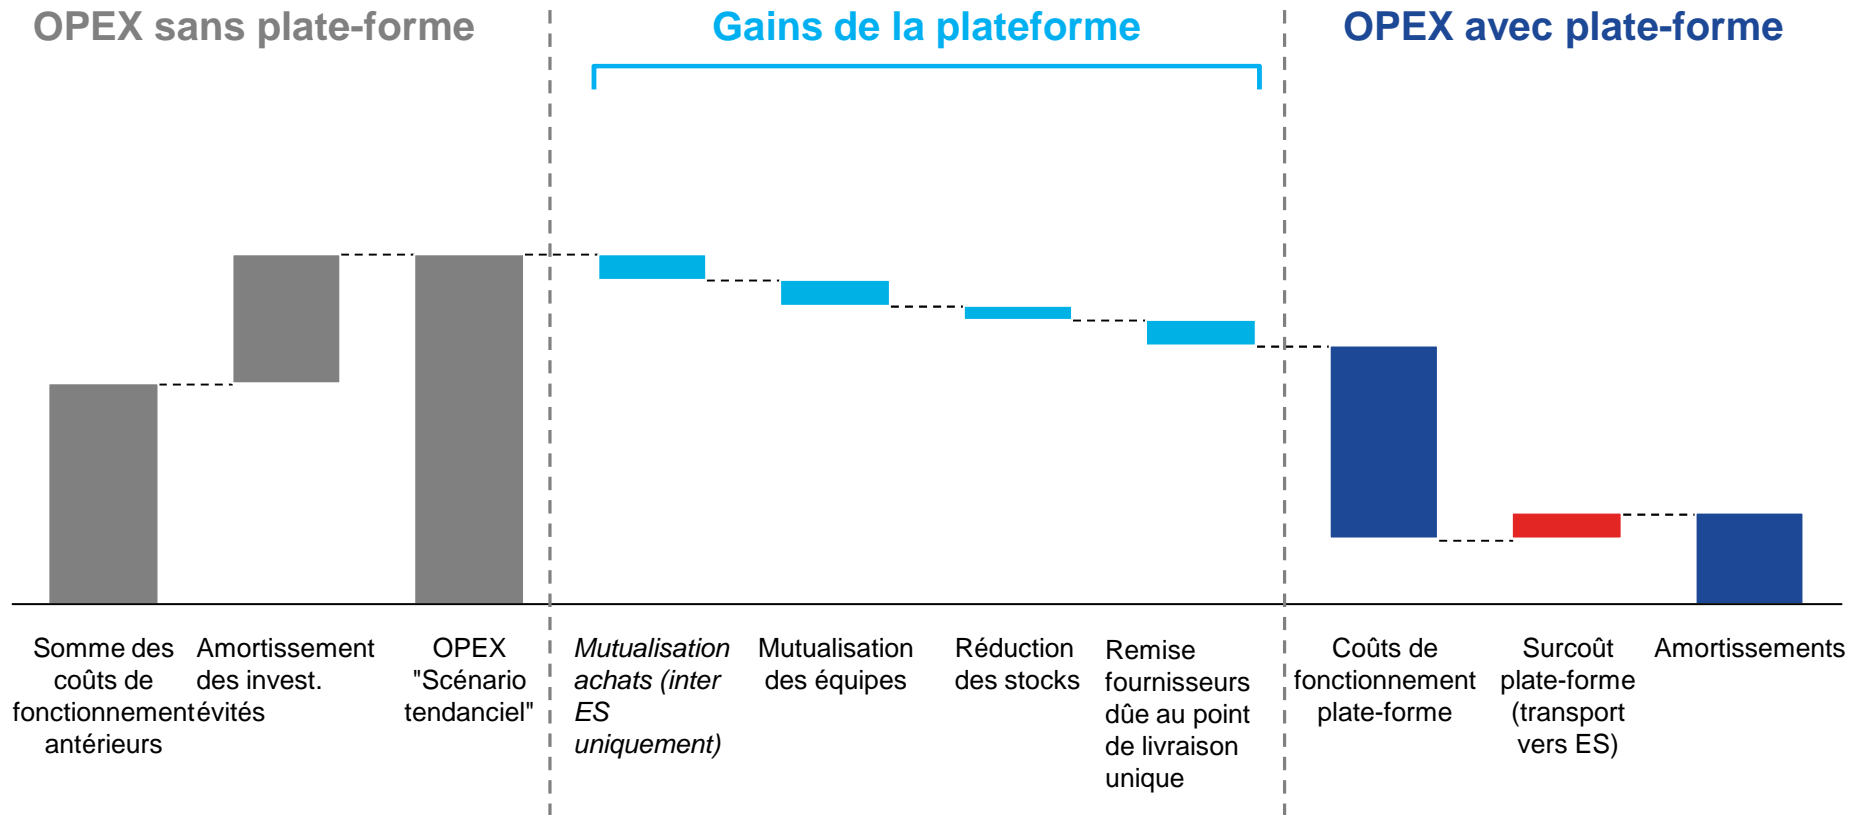 OPEX sans plate-forme
Gains de la plateforme
OPEX avec plate-forme
Somme des
coûts de
fonctionnement
antérieurs
Amortissement
des invest.
évités
OPEX
"Scénario
tendanciel"
Mutualisation
achats (inter
ES
uniquement)
Mutualisation
des équipes
Réduction
des stocks
Remise
fournisseurs
dûe au point
de livraison
unique
Coûts de
fonctionnement
plate-forme
Surcoût
plate-forme
(transport
vers ES)
Amortissements